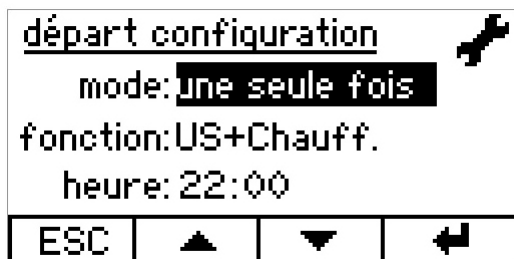 départ configuration
mode: une seule fois
fonction: US+Chauff.
heure: 22:00
ESC